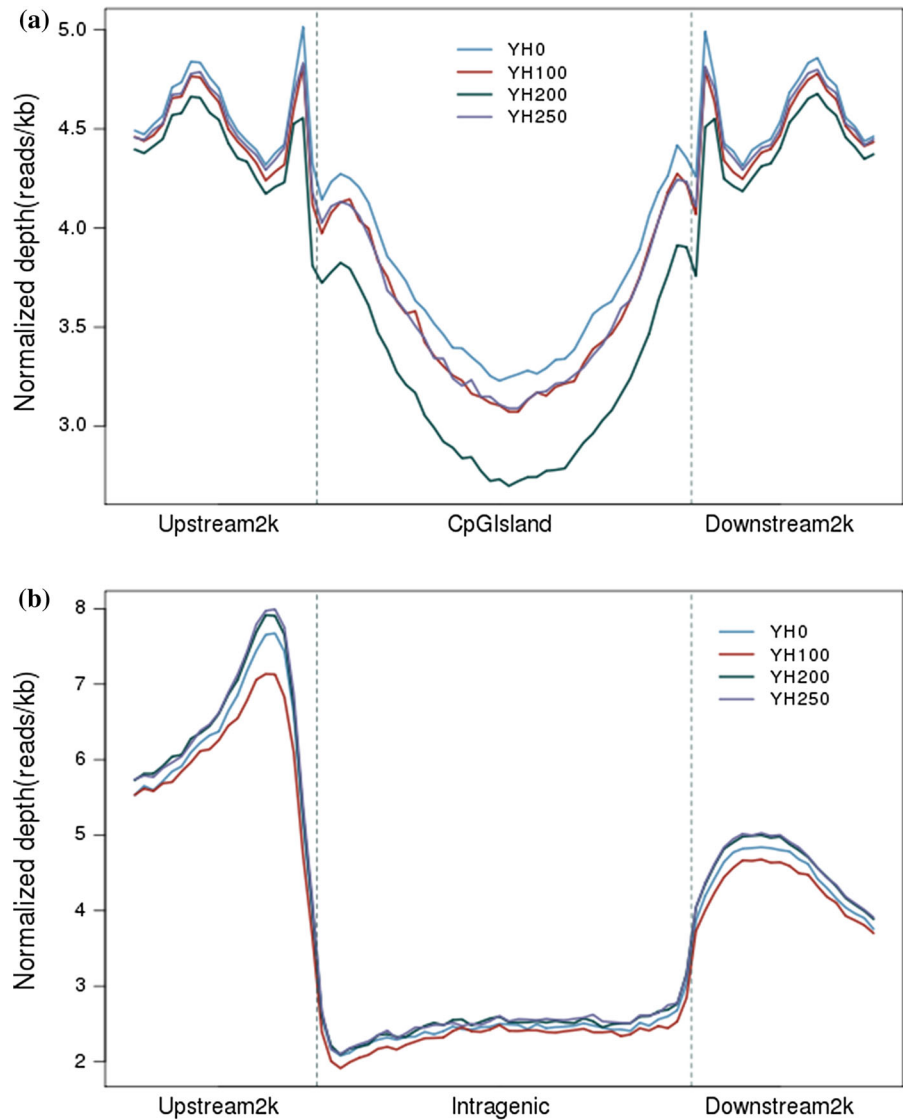 (a)
Normalized depth(reads/kb)
5.0
4.5
4.0
3.5
3.0
YH0
YH100
YH200
YH250
Upstream2k CpGIsland Downstream2k
(b)
Normalized depth(reads/kb)
8
7
6
5
4
3
2
YH0
YH100
YH200
YH250
Upstream2k Intragenic Downstream2k